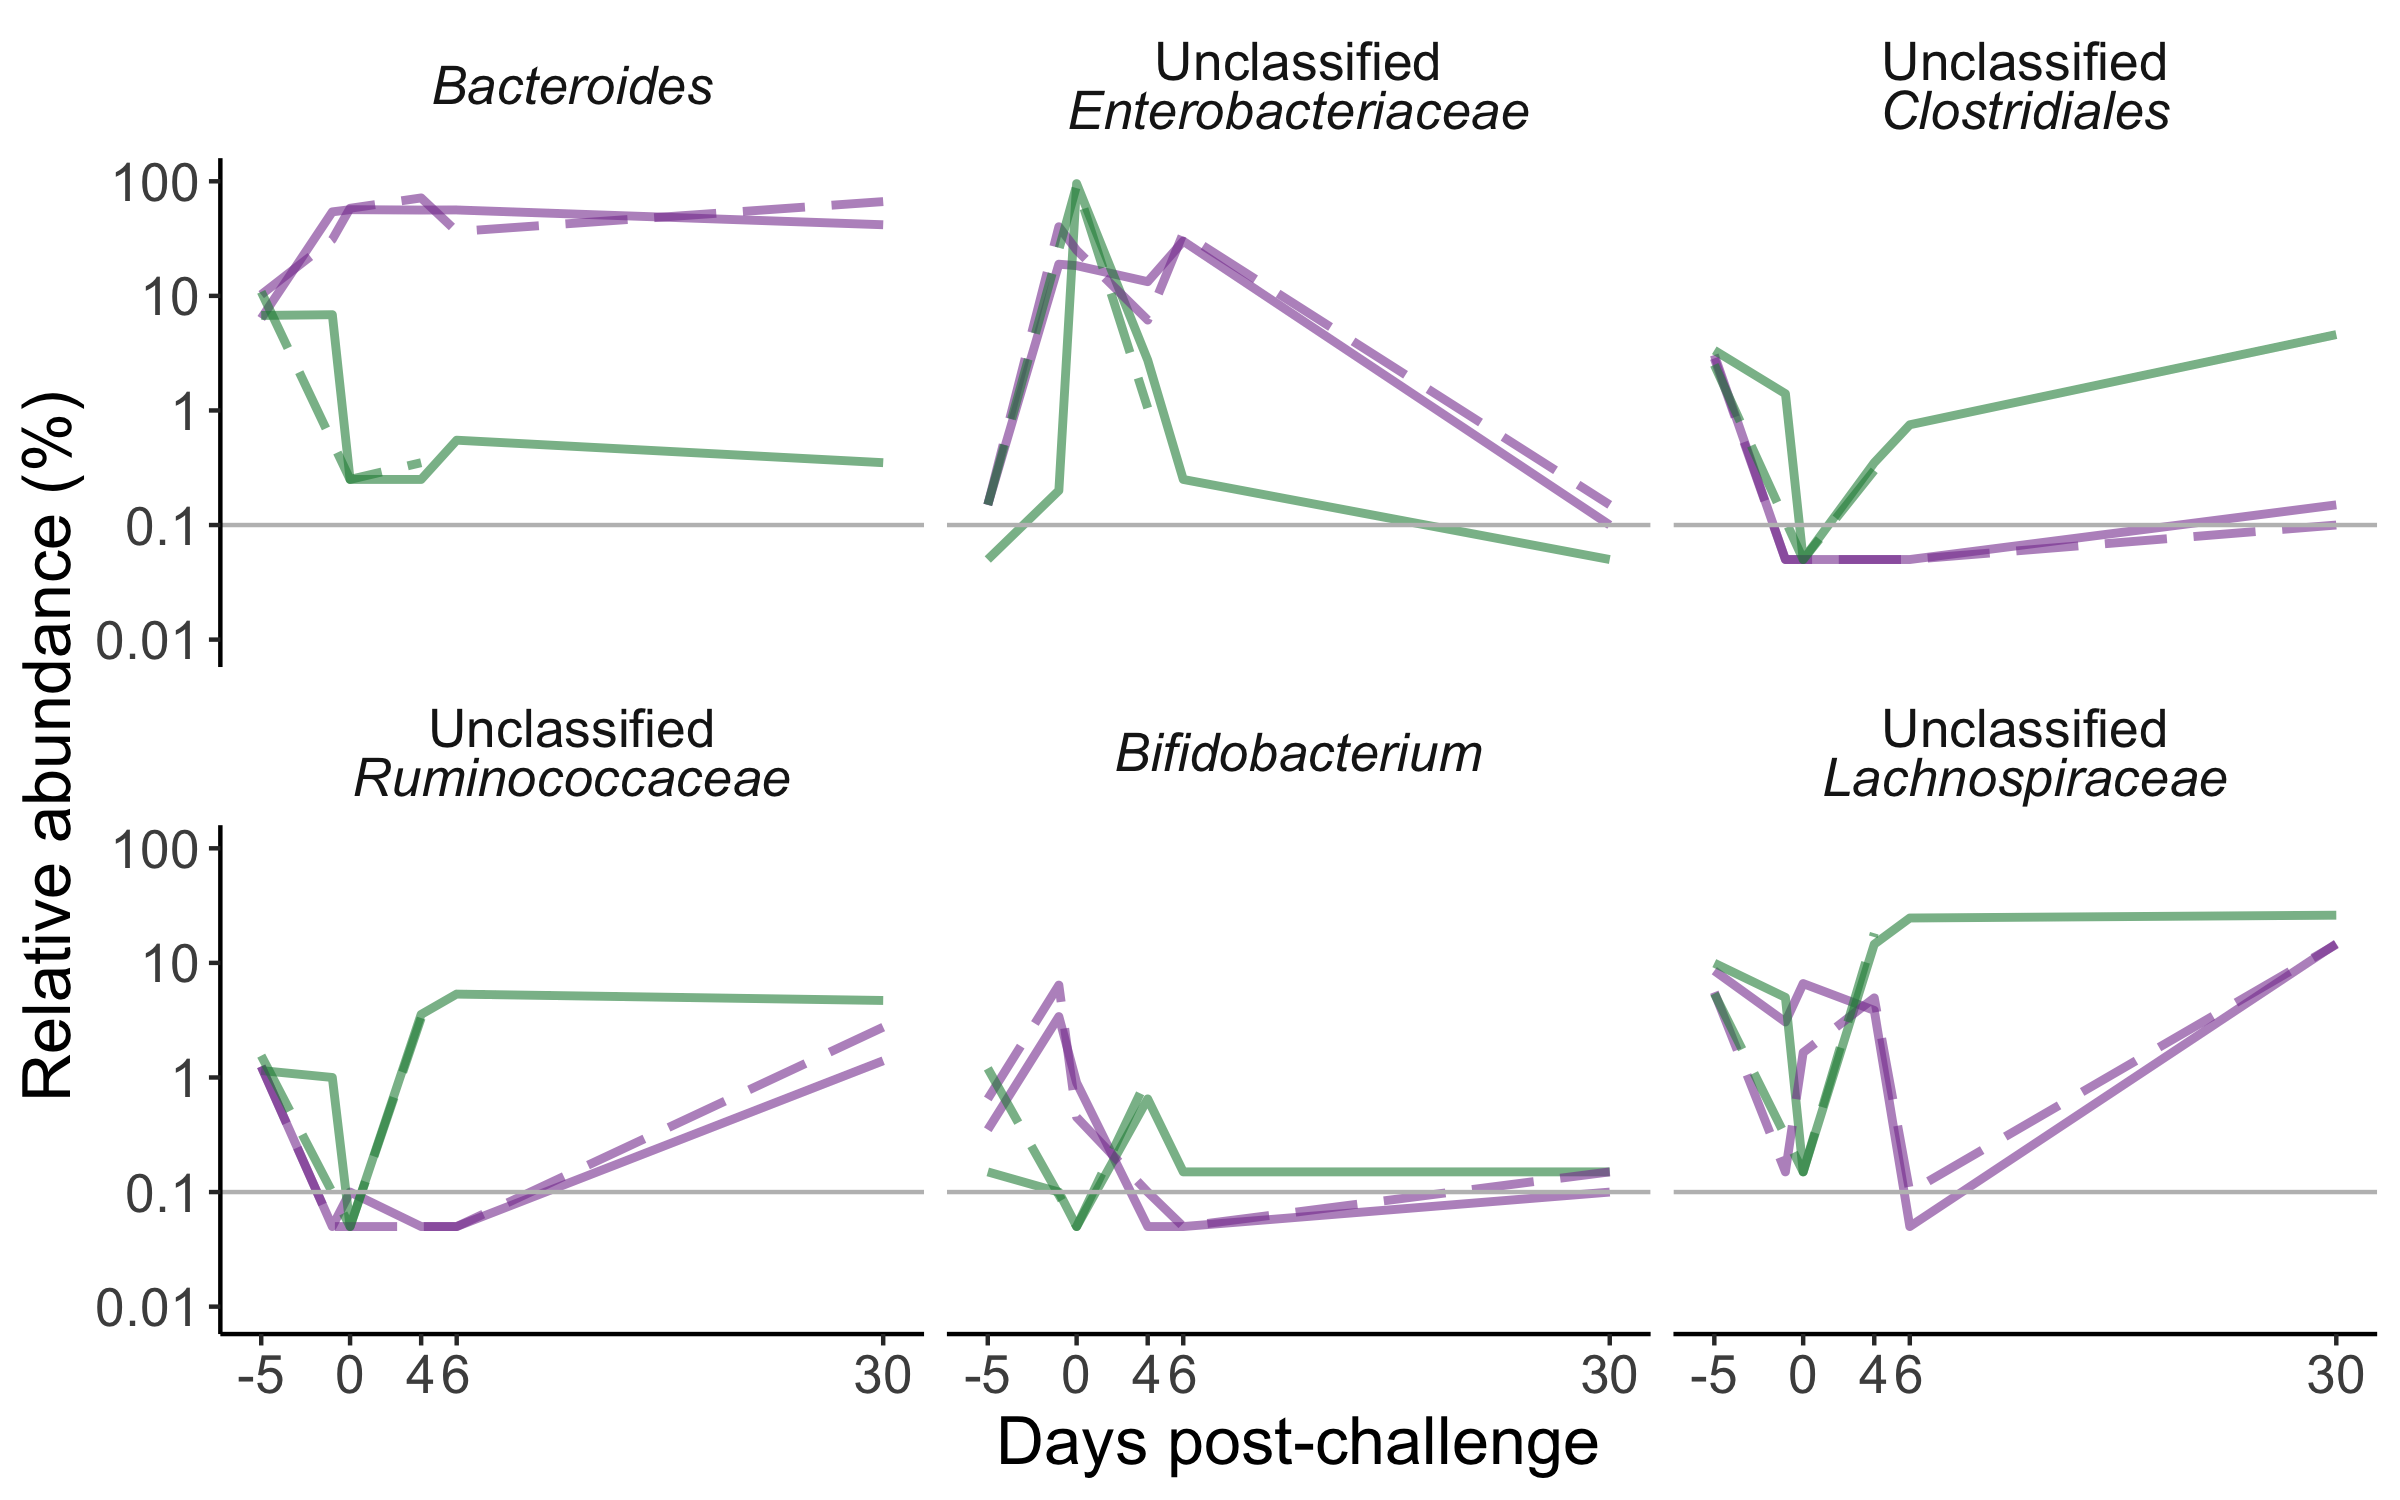 Bacteroides
Unclassified
Enterobacteriaceae
Unclassified
Clostridiales
100
10
1
0.1
0.01
Relative abundance (%)
Unclassified
Ruminococcaceae
Bifidobacterium
Unclassified
Lachnospiraceae
100
10
1
0.1
0.01
-5 0 4 6 30
-5 0 4 6 30
-5 0 4 6 30
Days post-challenge